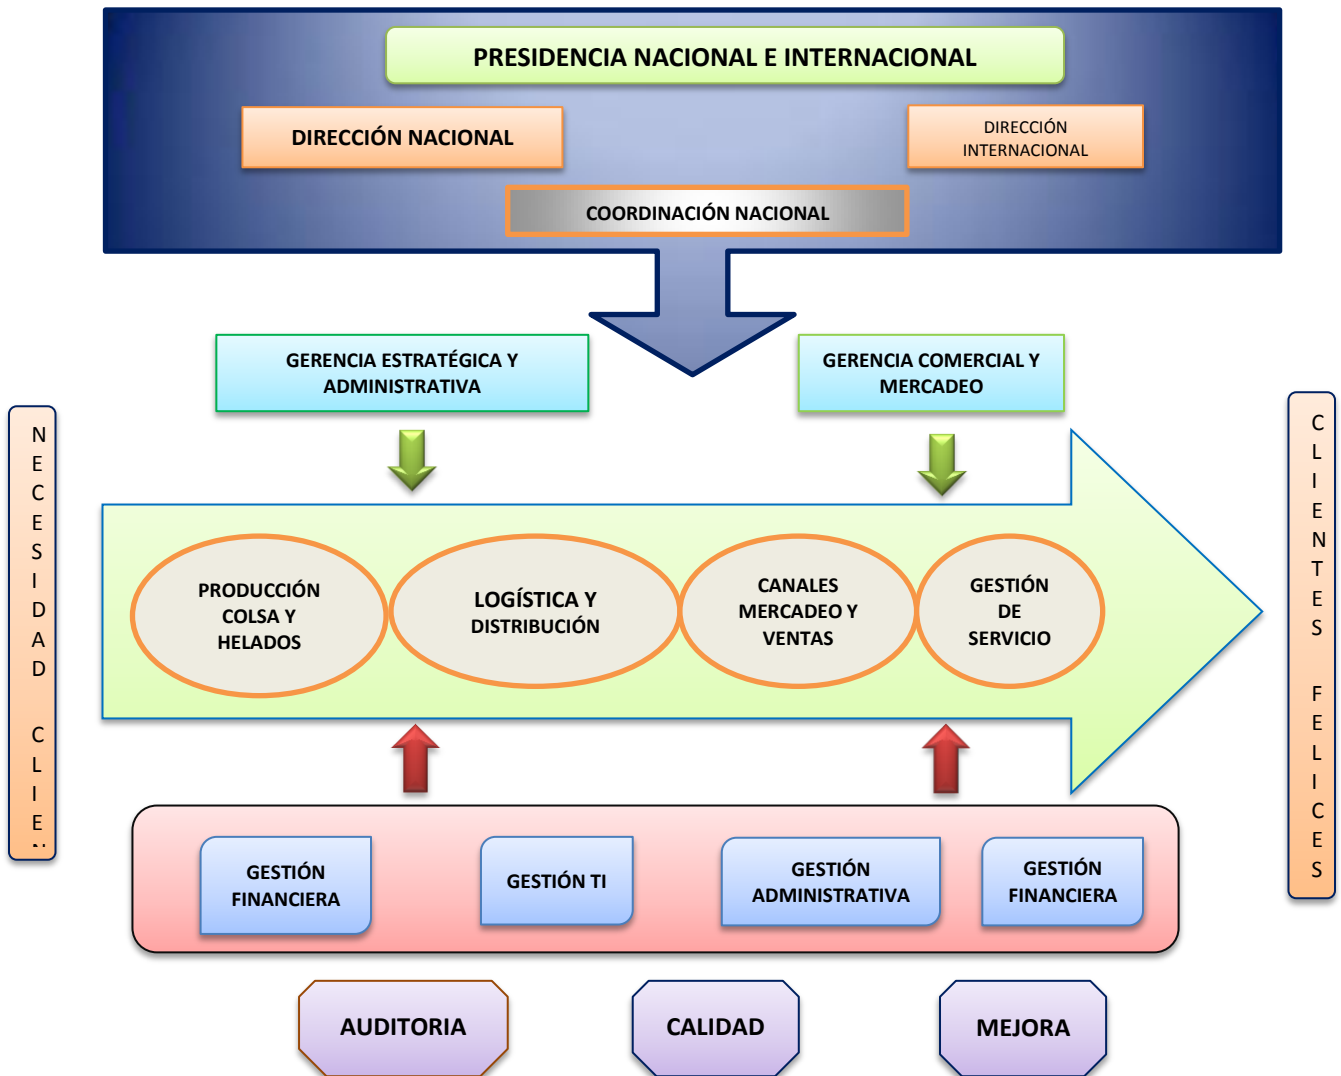 PRESIDENCIA NACIONAL E INTERNACIONAL
DIRECCIÓN NACIONAL
DIRECCIÓN
INTERNACIONAL
COORDINACIÓN NACIONAL
GERENCIA ESTRATÉGICA Y
ADMINISTRATIVA
GERENCIA COMERCIAL Y
MERCADEO
N
E
C
E
S
I
D
A
D
C
L
I
E
PRODUCCIÓN
COLSA Y
HELADOS
LOGÍSTICA Y
DISTRIBUCIÓN
CANALES
MERCADEO Y
VENTAS
GESTIÓN
DE
SERVICIO
C
L
I
E
N
T
E
S
F
E
L
I
C
E
S
GESTIÓN
FINANCIERA
GESTIÓN TI
GESTIÓN
ADMINISTRATIVA
GESTIÓN
FINANCIERA
AUDITORIA
CALIDAD
MEJORA